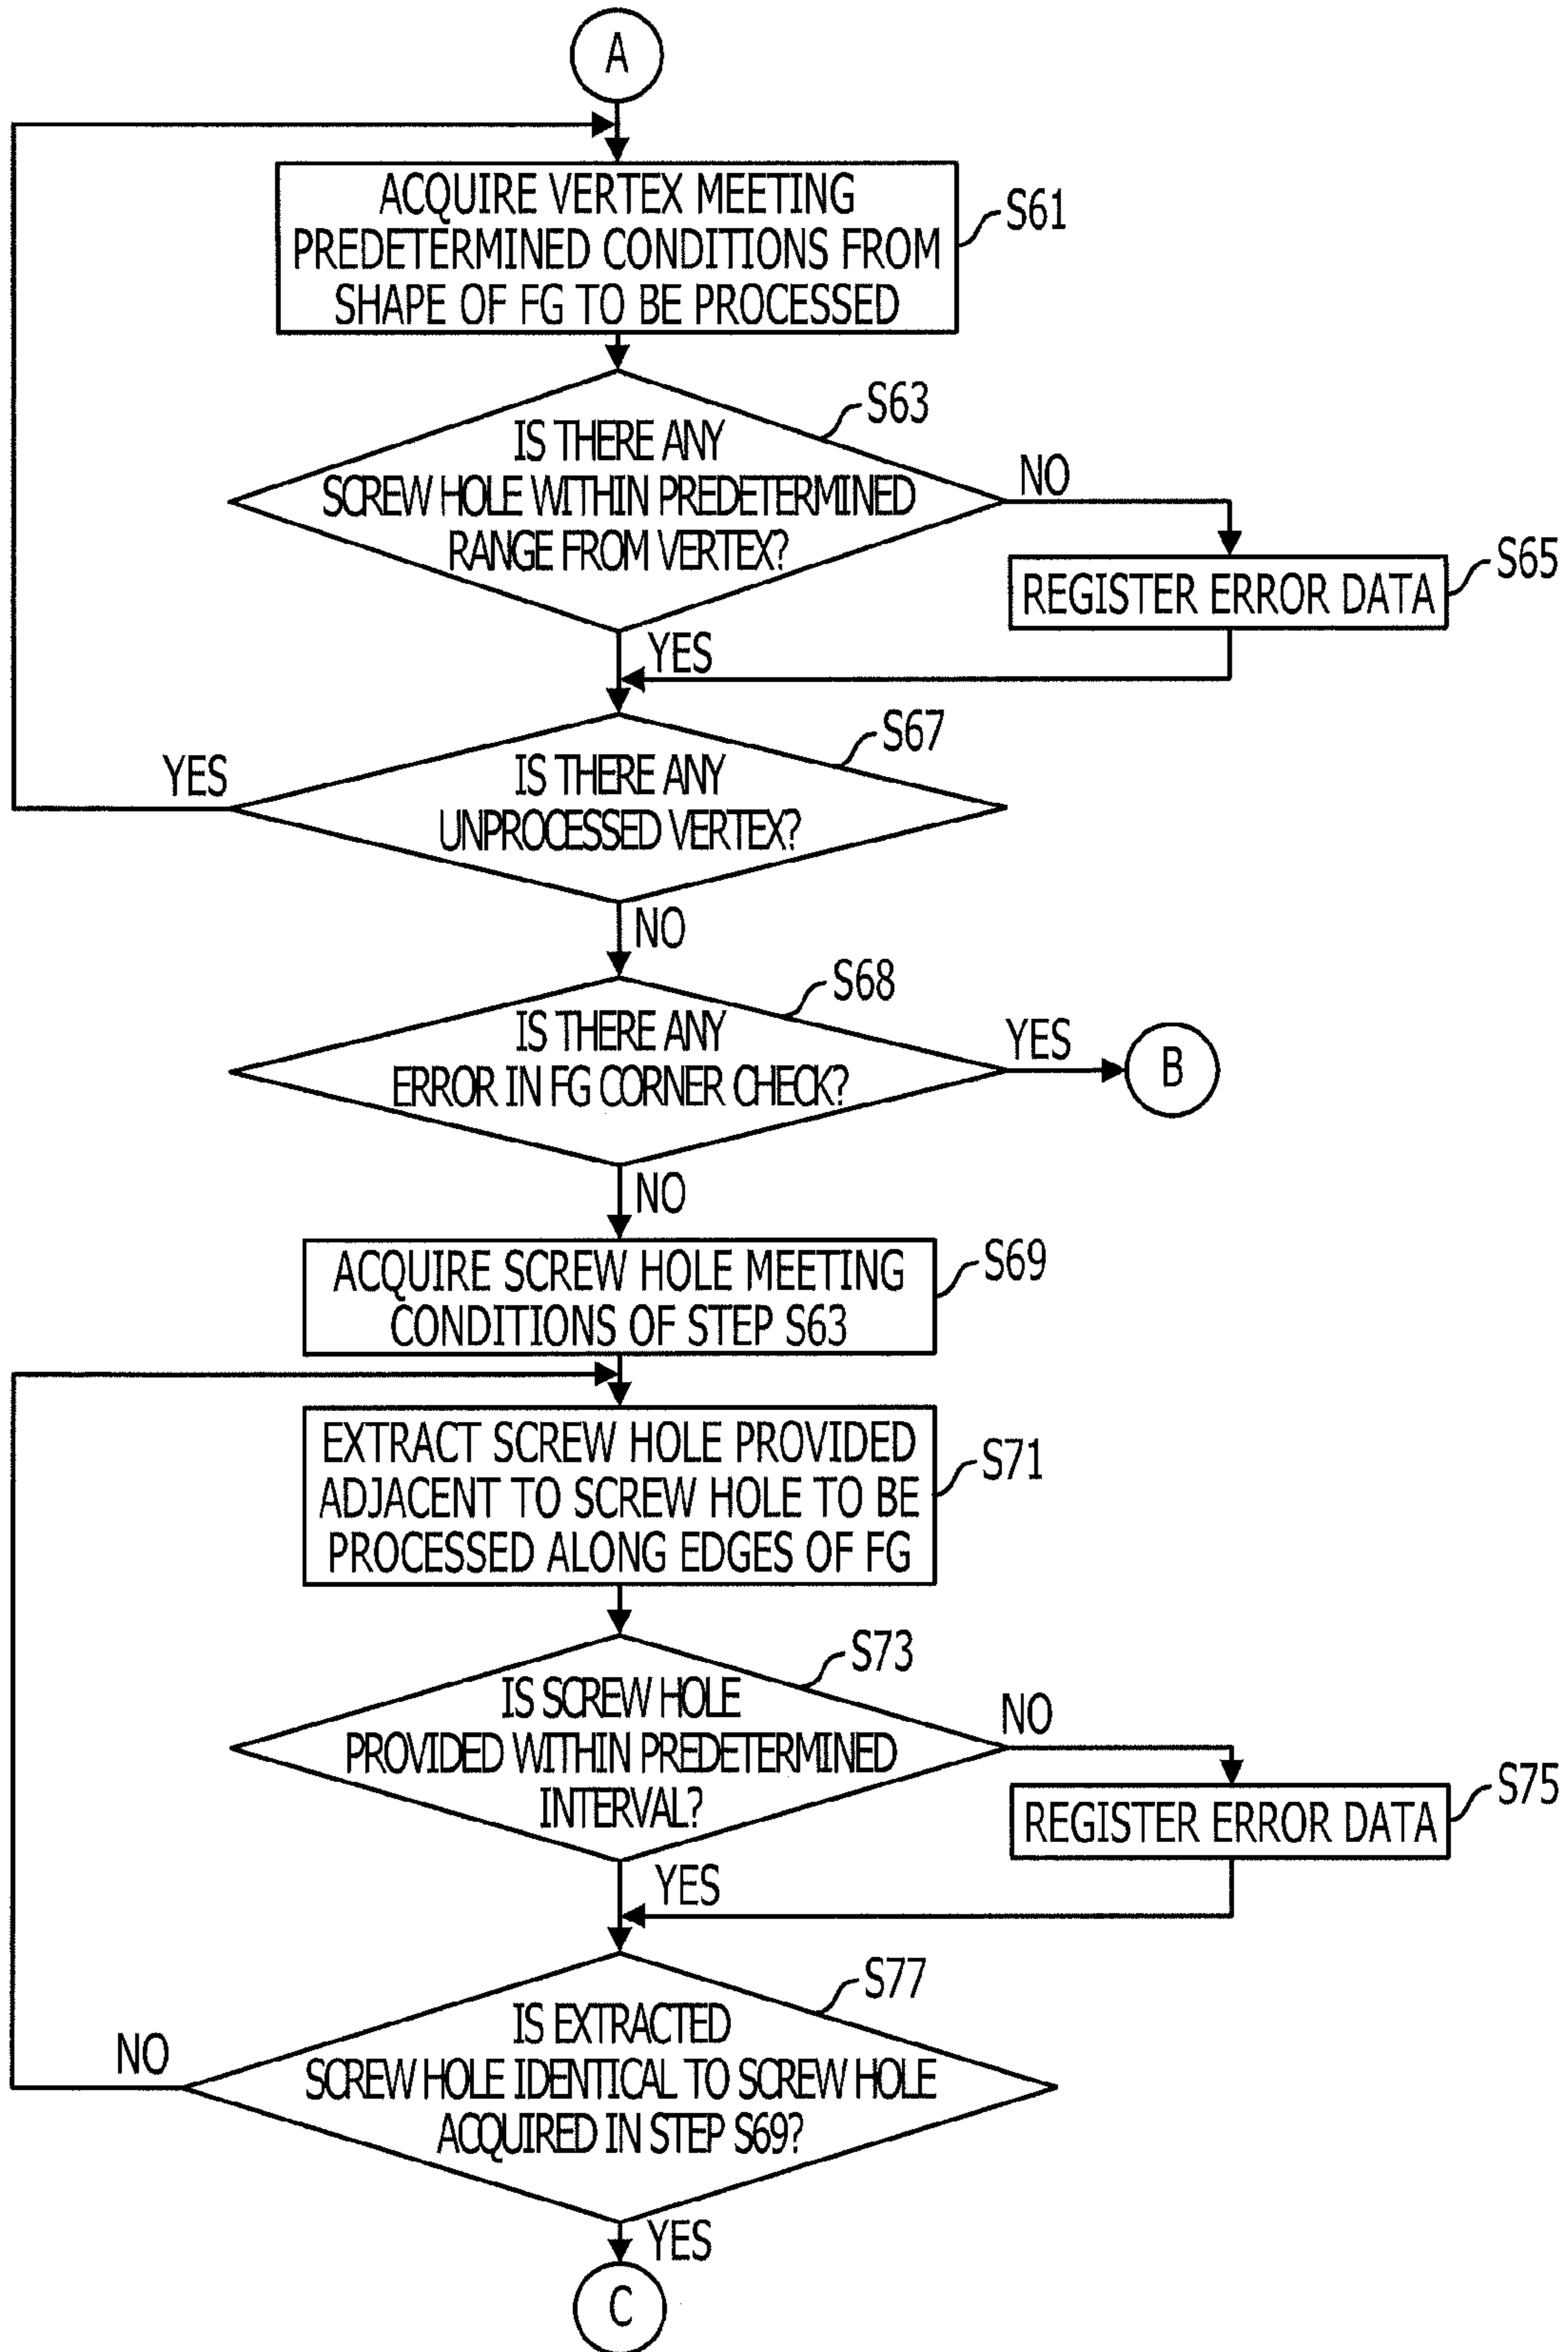 A
ACQUIRE VERTEX MEETING
PREDETERMINED CONDITIONS FROM
SHAPE OF FG TO BE PROCESSED
S61
S63
IS THERE ANY
SCREW HOLE WITHIN PREDETERMINED
RANGE FROM VERTEX?
NO
S65
REGISTER ERROR DATA
YES
S67
YES
IS THERE ANY
UNPROCESSED VERTEX?
NO
S68
IS THERE ANY
ERROR IN FG CORNER CHECK?
YES
B
NO
ACQUIRE SCREW HOLE MEETING
CONDITIONS OF STEP S63
S69
EXTRACT SCREW HOLE PROVIDED
ADJACENT TO SCREW HOLE TO BE
PROCESSED ALONG EDGES OF FG
S71
S73
IS SCREW HOLE
PROVIDED WITHIN PREDETERMINED
INTERVAL?
NO
S75
REGISTER ERROR DATA
YES
S77
NO
IS EXTRACTED
SCREW HOLE IDENTICAL TO SCREW HOLE
ACQUIRED IN STEP S69?
YES
C